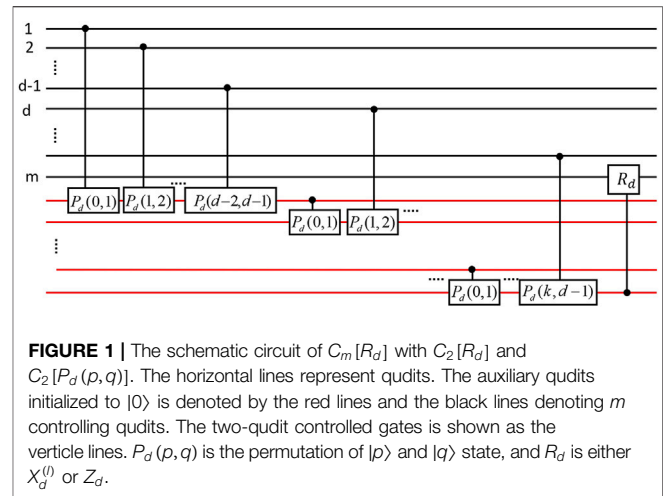 1
2
d-1
d
m
P_d(0,1) P_d(1,2) .... P_d(d−2,d−1)
R_d
P_d(0,1) P_d(1,2) ....
.... P_d(0,1) .... P_d(k,d−1)
FIGURE 1 | The schematic circuit of C_m[R_d] with C_2[R_d] and
C_2[P_d(p,q)]. The horizontal lines represent qudits. The auxiliary qudits
initialized to |0⟩ is denoted by the red lines and the black lines denoting m
controlling qudits. The two-qudit controlled gates is shown as the
verticle lines. P_d(p,q) is the permutation of |p⟩ and |q⟩ state, and R_d is either
X_d^(l) or Z_d.